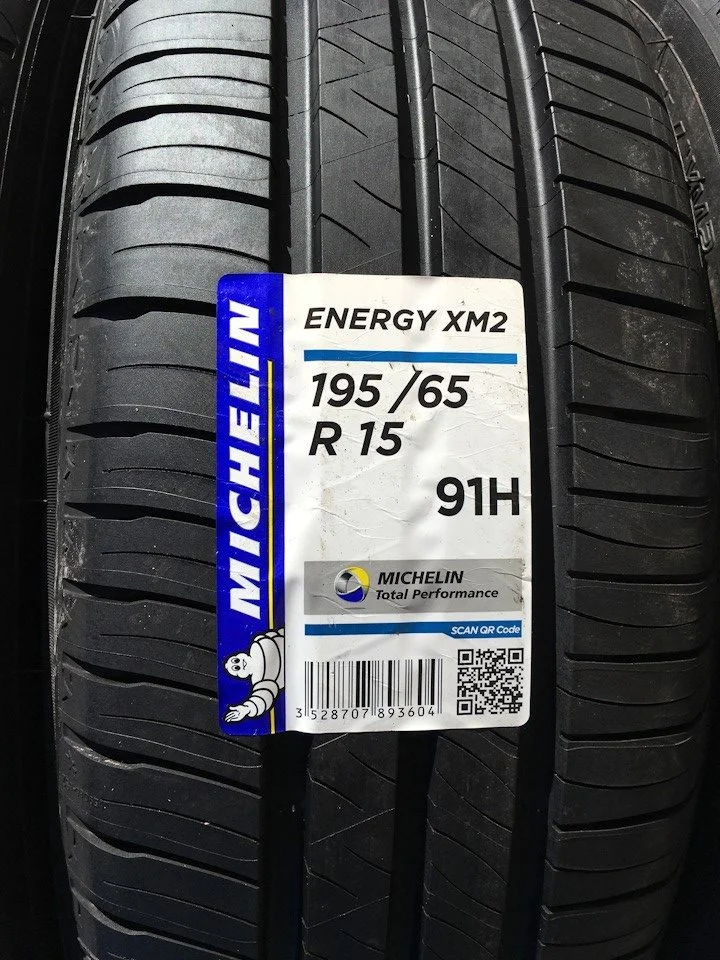 MICHELIN
ENERGY XM2
195 /65
R 15
91H
MICHELIN
Total Performance
SCAN QR Code
3 528707 893604